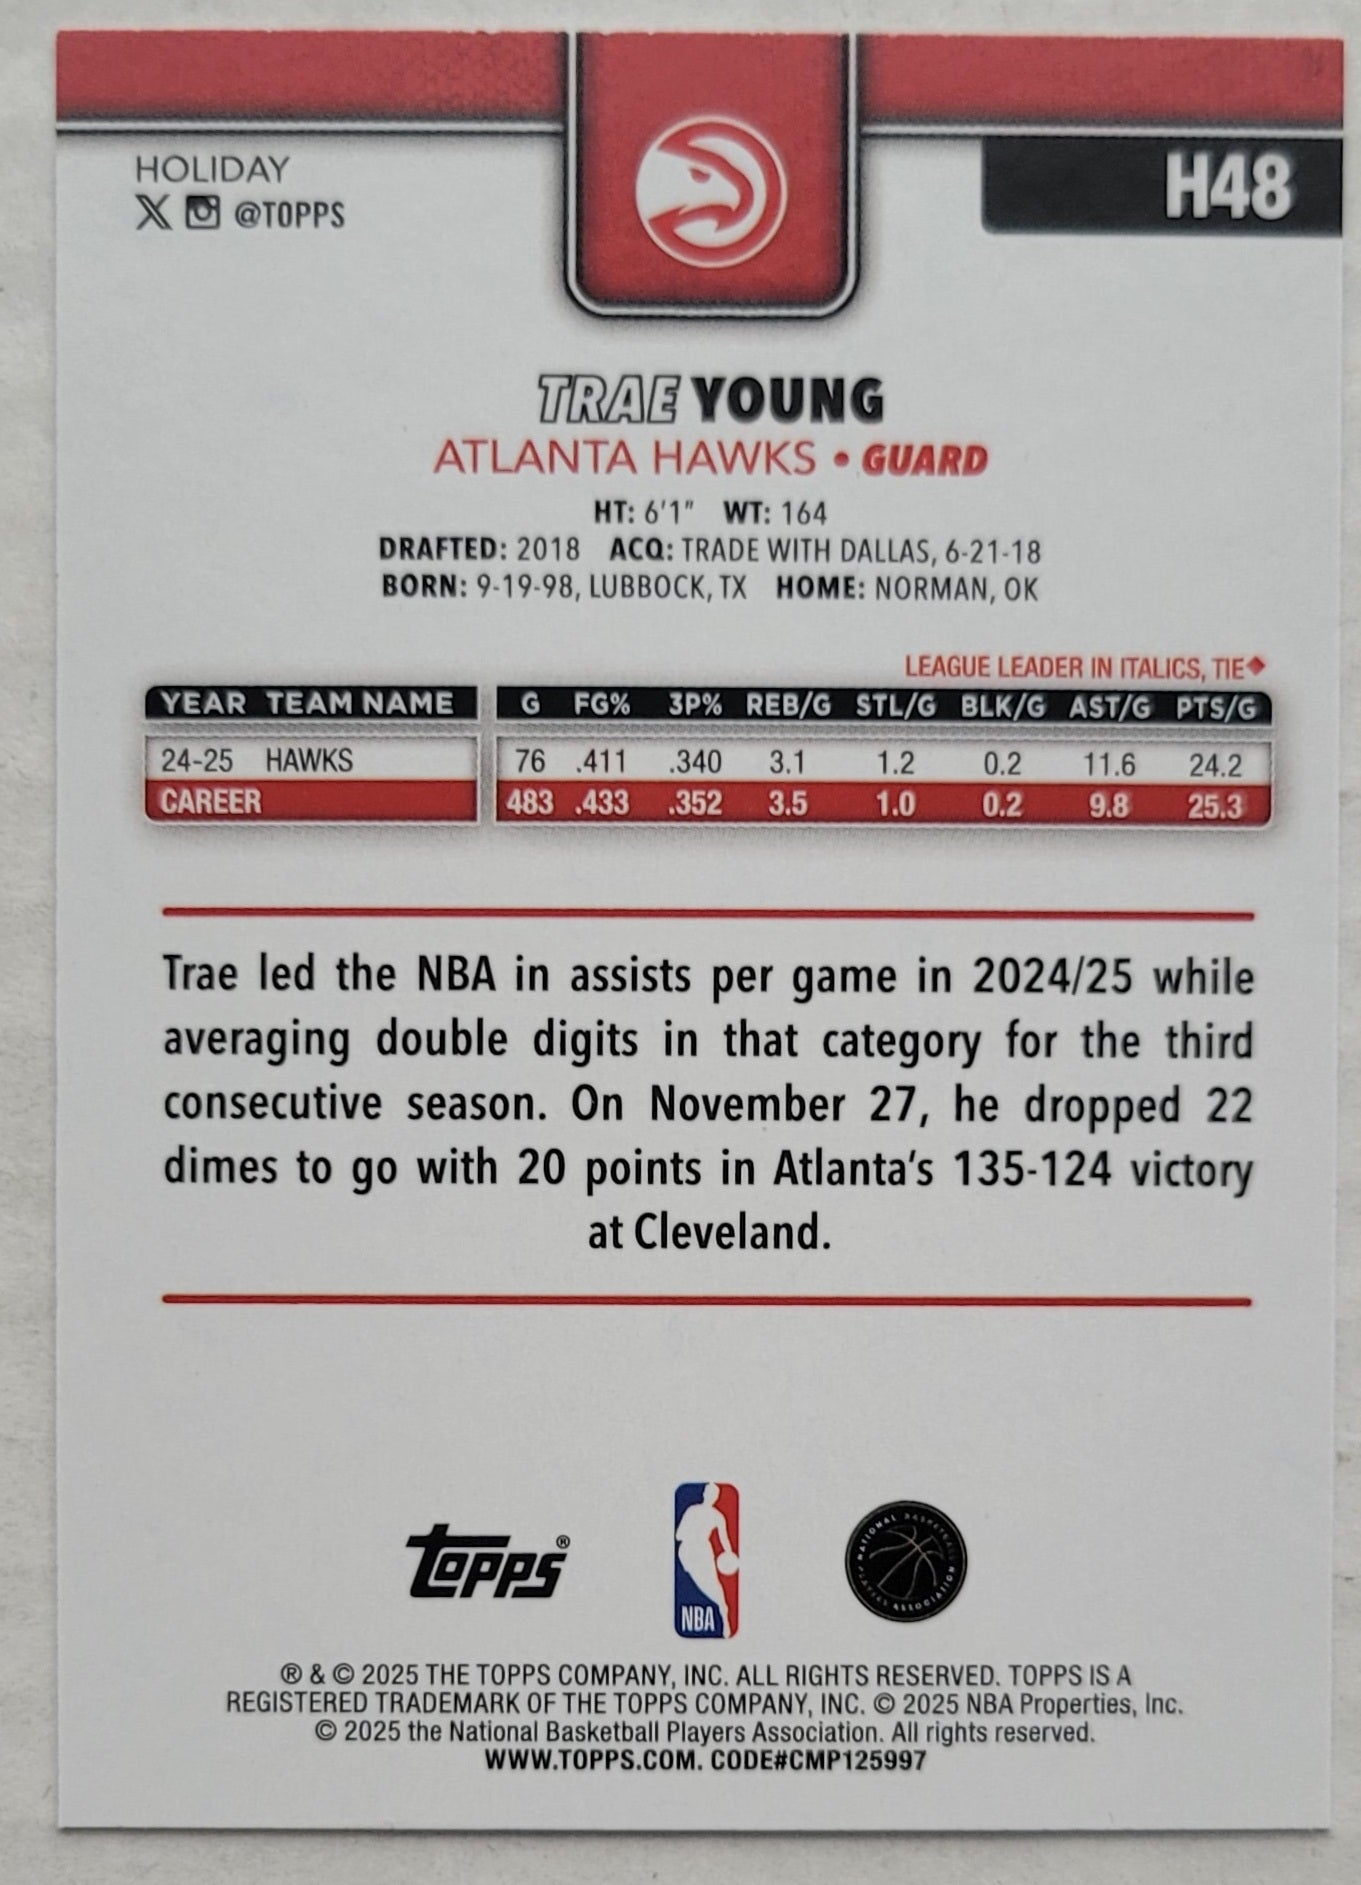 HOLIDAY
@TOPPS
H48
TRAE YOUNG
ATLANTA HAWKS • GUARD
HT: 6'1" WT: 164
DRAFTED: 2018 ACQ: TRADE WITH DALLAS, 6-21-18
BORN: 9-19-98, LUBBOCK, TX HOME: NORMAN, OK
LEAGUE LEADER IN ITALICS, TIE◆
YEAR TEAM NAME G FG% 3P% REB/G STL/G BLK/G AST/G PTS/G
24-25 HAWKS 76 .411 .340 3.1 1.2 0.2 11.6 24.2
CAREER 483 .433 .352 3.5 1.0 0.2 9.8 25.3
Trae led the NBA in assists per game in 2024/25 while
averaging double digits in that category for the third
consecutive season. On November 27, he dropped 22
dimes to go with 20 points in Atlanta's 135-124 victory
at Cleveland.
topps®
NBA
NATIONAL BASKETBALL PLAYERS ASSOCIATION
® & © 2025 THE TOPPS COMPANY, INC. ALL RIGHTS RESERVED. TOPPS IS A
REGISTERED TRADEMARK OF THE TOPPS COMPANY, INC. © 2025 NBA Properties, Inc.
© 2025 the National Basketball Players Association. All rights reserved.
WWW.TOPPS.COM. CODE#CMP125997